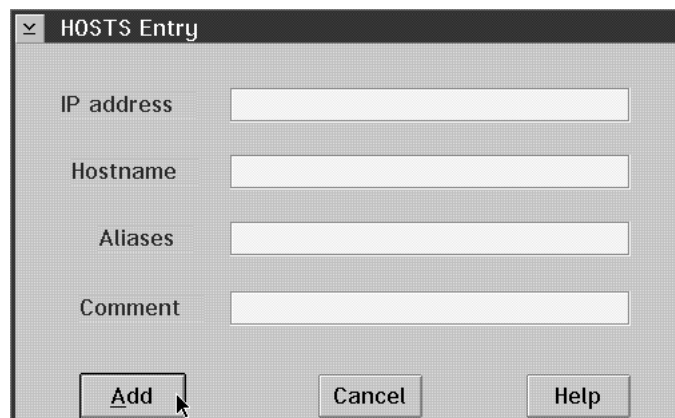 HOSTS Entry
IP address
Hostname
Aliases
Comment
Add Cancel Help